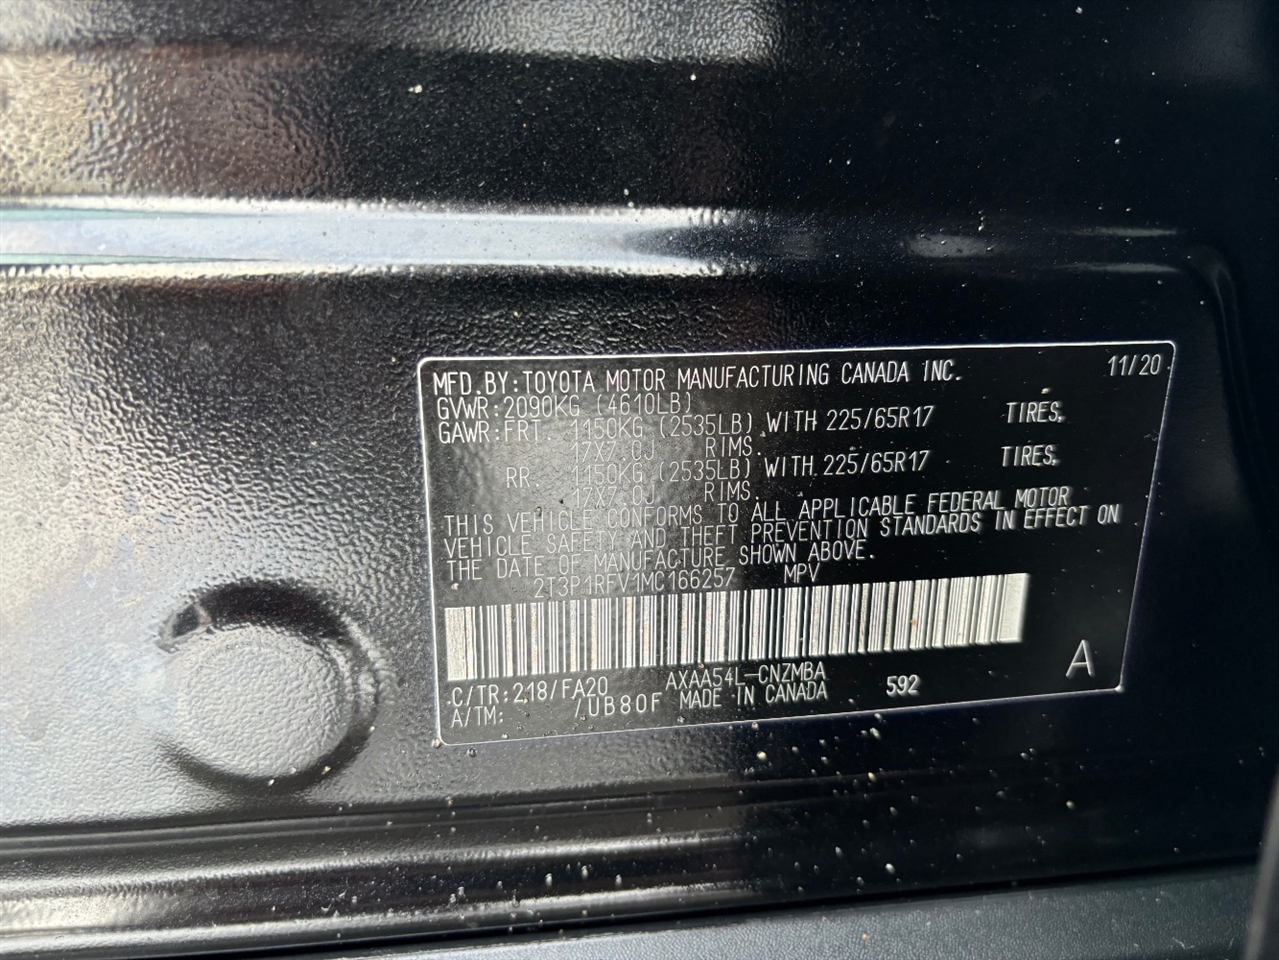 MFD.BY:TOYOTA MOTOR MANUFACTURING CANADA INC. 11/20
GVWR:2090KG (4610LB)
GAWR:FRT. 1150KG (2535LB) WITH 225/65R17 TIRES,
17X7.0J RIMS.
RR. 1150KG (2535LB) WITH 225/65R17 TIRES,
17X7.0J RIMS.
THIS VEHICLE CONFORMS TO ALL APPLICABLE FEDERAL MOTOR
VEHICLE SAFETY AND THEFT PREVENTION STANDARDS IN EFFECT ON
THE DATE OF MANUFACTURE SHOWN ABOVE.
2T3P1RFV1MC166257 MPV
C/TR:218/FA20 AXAA54L-CNZMBA 592 A
A/TM: /UB80F MADE IN CANADA